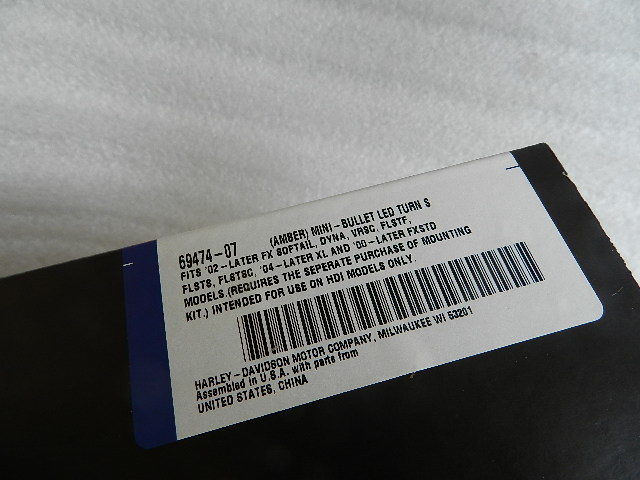 69474-07 (AMBER) MINI-BULLET LED TURN S
FITS '02-LATER FX SOFTAIL, DYNA, VRSC, FLSTF,
FLSTS, FLSTSC, '04-LATER XL AND '00-LATER FXSTD
MODELS (REQUIRES THE SEPERATE PURCHASE OF MOUNTING
KIT.) INTENDED FOR USE ON HDI MODELS ONLY.
HARLEY-DAVIDSON MOTOR COMPANY, MILWAUKEE WI 53201
Assembled in U.S.A. with parts from
UNITED STATES, CHINA